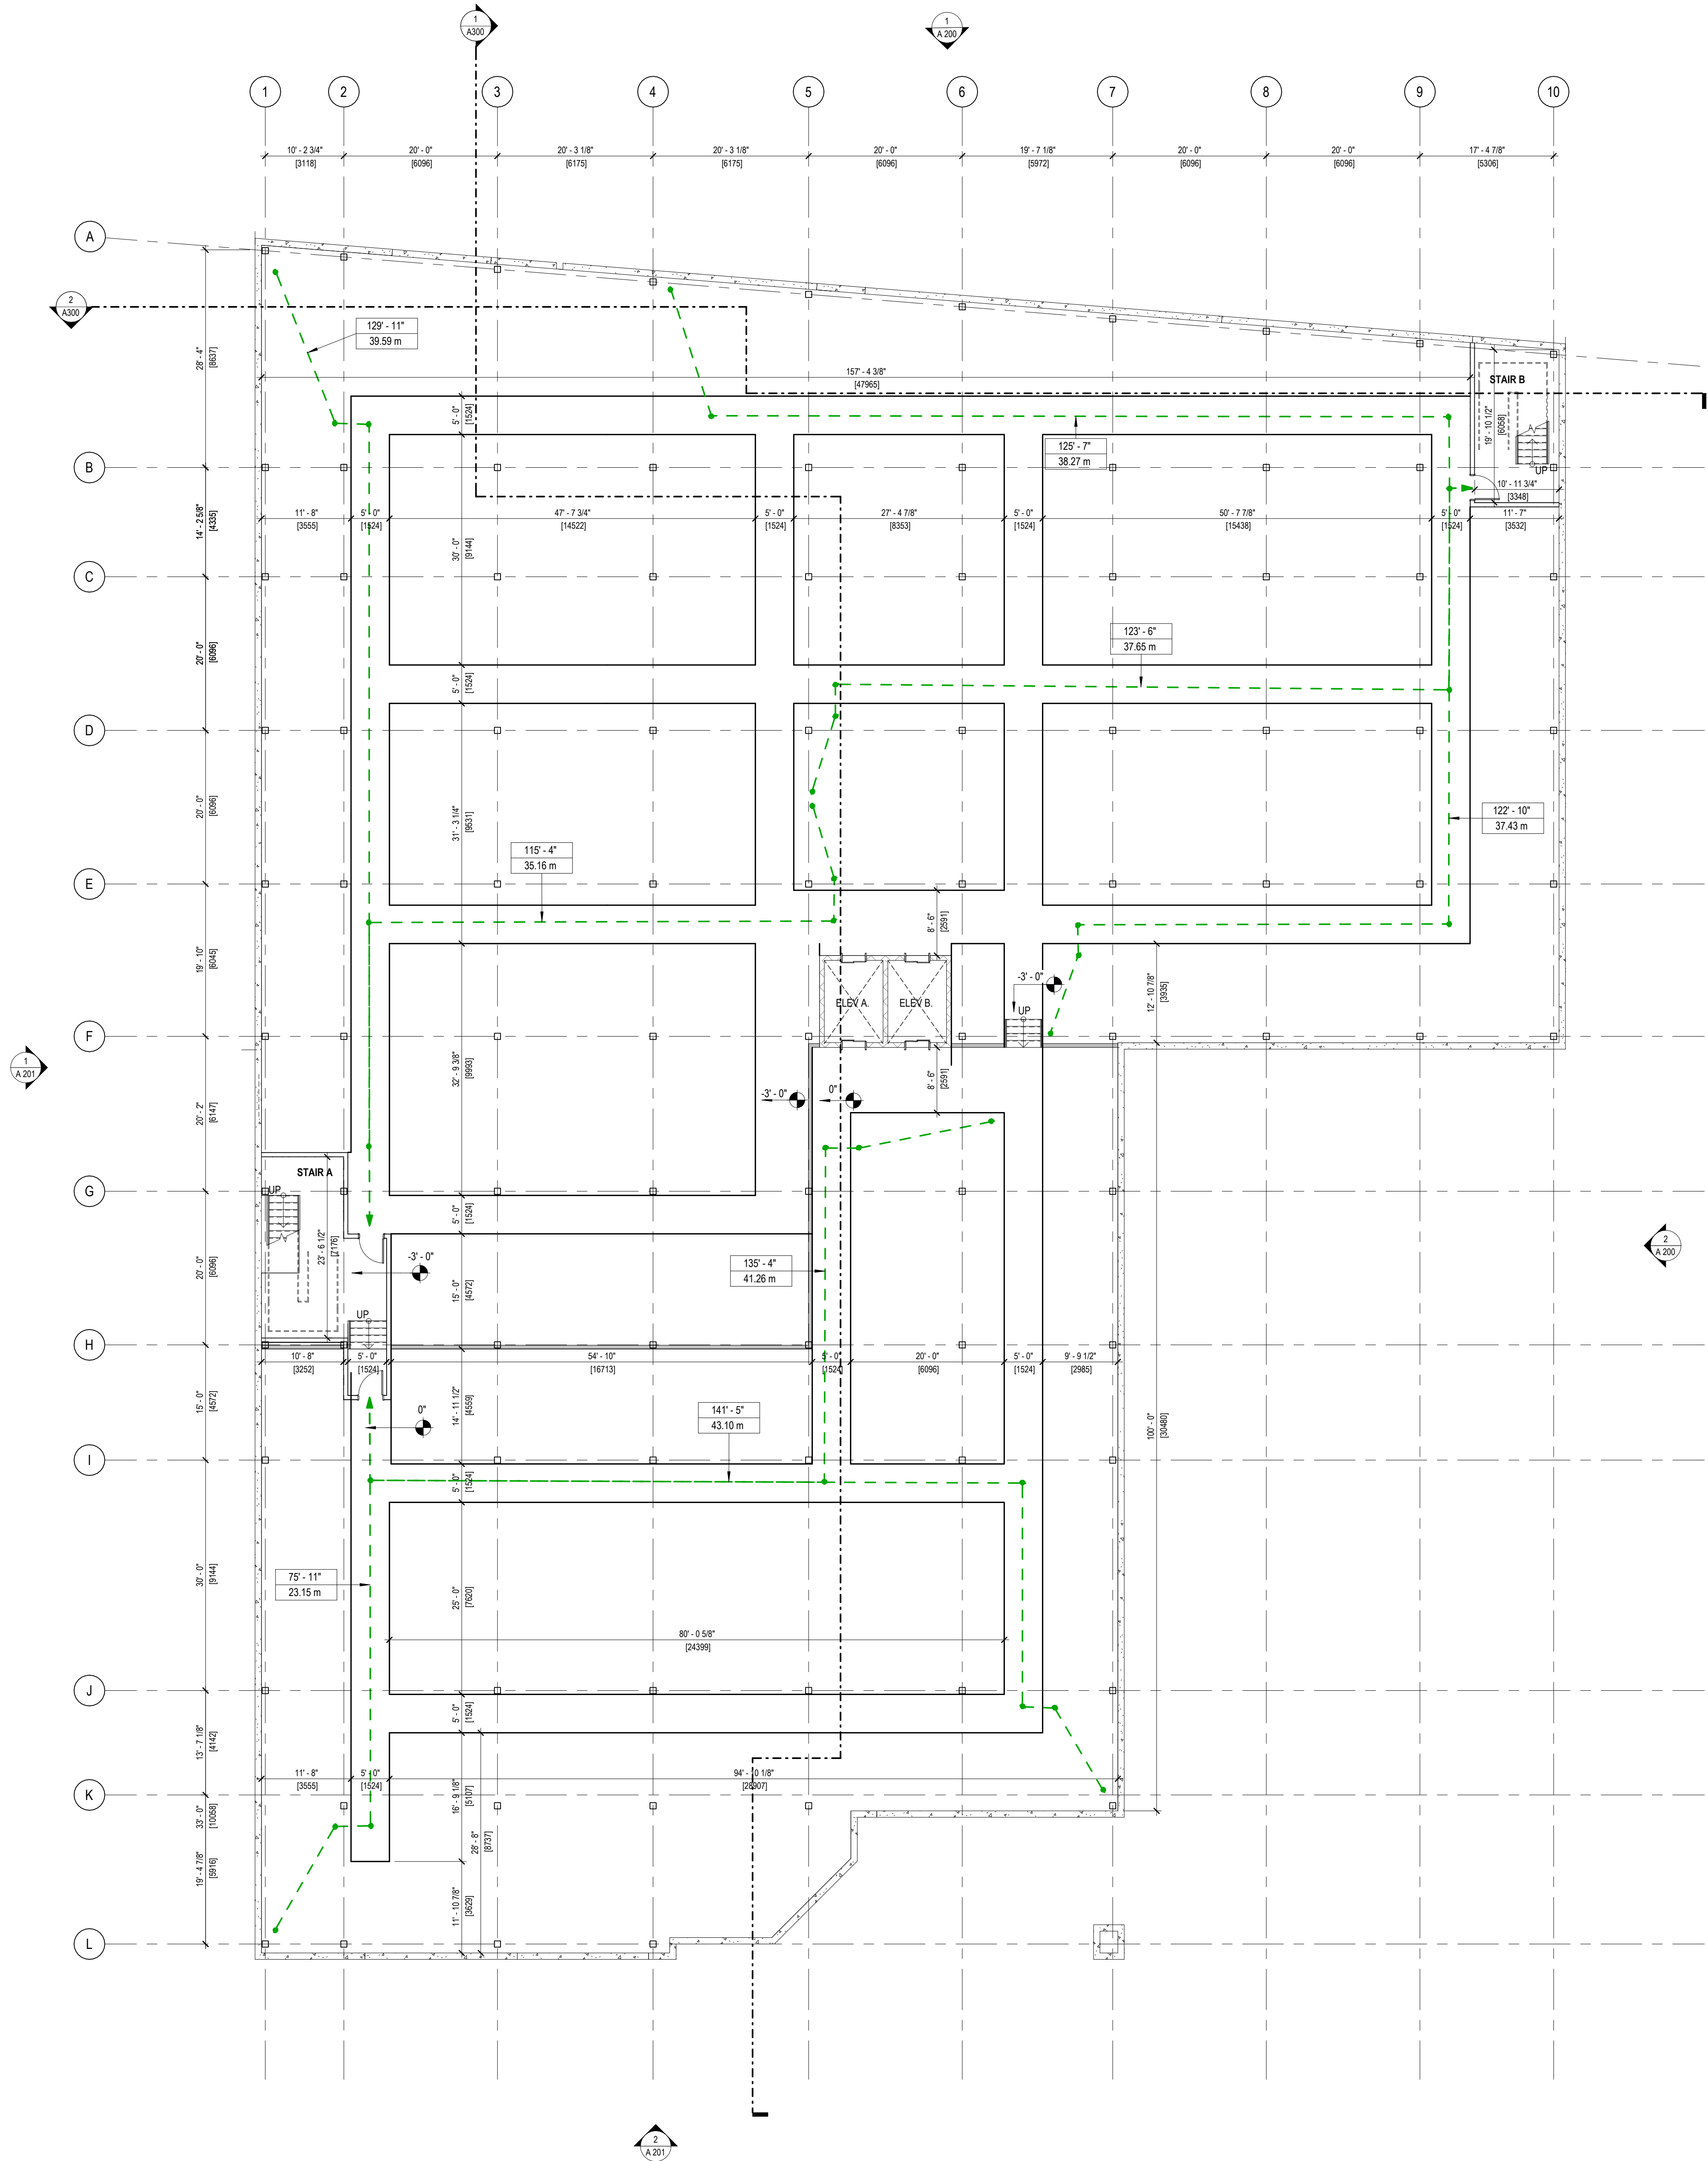 1
A300
1
A 200
1
2
3
4
5
6
7
8
9
10
10' - 2 3/4"
[3118]
20' - 0"
[6096]
20' - 3 1/8"
[6175]
20' - 3 1/8"
[6175]
20' - 0"
[6096]
19' - 7 1/8"
[5972]
20' - 0"
[6096]
20' - 0"
[6096]
17' - 4 7/8"
[5306]
A
2
A300
129' - 11"
39.59 m
28' - 4"
[8637]
157' - 4 3/8"
[47965]
STAIR B
5' - 0"
[1524]
19' - 10 1/2"
[6058]
125' - 7"
38.27 m
B
UP
10' - 11 3/4"
[3348]
14' - 2 5/8"
[4335]
11' - 8"
[3555]
5' - 0"
[1524]
47' - 7 3/4"
[14522]
5' - 0"
[1524]
27' - 4 7/8"
[8353]
5' - 0"
[1524]
50' - 7 7/8"
[15438]
5' - 0"
[1524]
11' - 7"
[3532]
30' - 0"
[9144]
C
20' - 0"
[6096]
123' - 6"
37.65 m
5' - 0"
[1524]
D
20' - 0"
[6096]
31' - 3 1/4"
[9531]
122' - 10"
37.43 m
115' - 4"
35.16 m
E
8' - 6"
[2591]
19' - 10"
[6045]
-3' - 0"
12' - 10 7/8"
[3935]
ELEV A.
ELEV B.
UP
F
1
A 201
32' - 9 3/8"
[9993]
8' - 6"
[2591]
-3' - 0"
0"
20' - 2"
[6147]
STAIR A
G
UP
5' - 0"
[1524]
23' - 6 1/2"
[7176]
-3' - 0"
2
A 200
20' - 0"
[6096]
15' - 0"
[4572]
135' - 4"
41.26 m
UP
H
10' - 8"
[3252]
5' - 0"
[1524]
54' - 10"
[16713]
5' - 0"
[1524]
20' - 0"
[6096]
5' - 0"
[1524]
9' - 9 1/2"
[2985]
15' - 0"
[4572]
0"
14' - 11 1/2"
[4559]
141' - 5"
43.10 m
100' - 0"
[30480]
I
5' - 0"
[1524]
30' - 0"
[9144]
75' - 11"
23.15 m
25' - 0"
[7620]
80' - 0 5/8"
[24399]
J
5' - 0"
[1524]
13' - 7 1/8"
[4142]
11' - 8"
[3555]
5' - 0"
[1524]
94' - 10 1/8"
[28907]
K
16' - 9 1/8"
[5107]
33' - 0"
[10058]
28' - 8"
[8737]
19' - 4 7/8"
[5916]
11' - 10 7/8"
[3629]
L
2
A 201